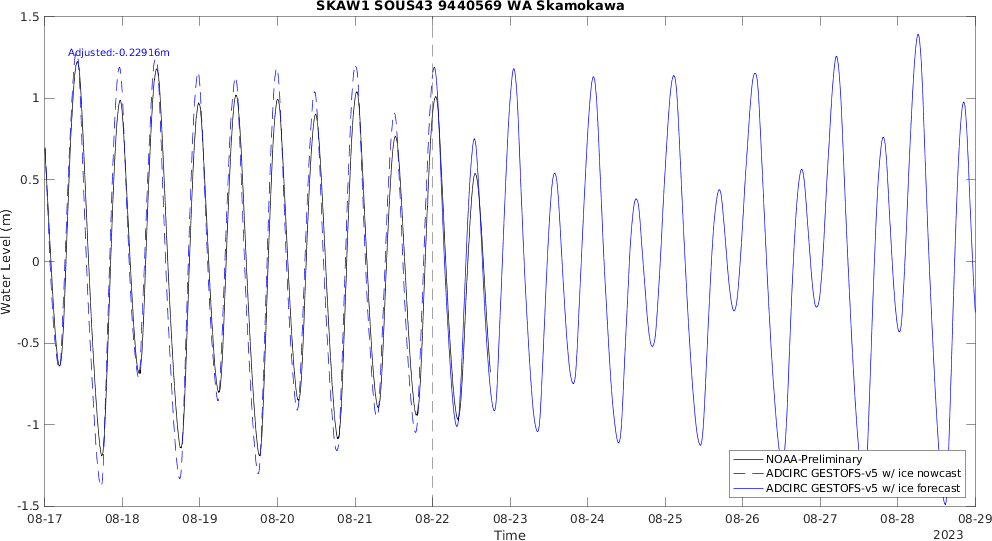 SKAW1 SOUS43 9440569 WA Skamokawa
Adjusted:-0.22916m
Water Level (m)
1.5
1
0.5
0
-0.5
-1
-1.5
NOAA-Preliminary
ADCIRC GESTOFS-v5 w/ ice nowcast
ADCIRC GESTOFS-v5 w/ ice forecast
08-17 08-18 08-19 08-20 08-21 08-22 08-23 08-24 08-25 08-26 08-27 08-28 08-29
Time
2023